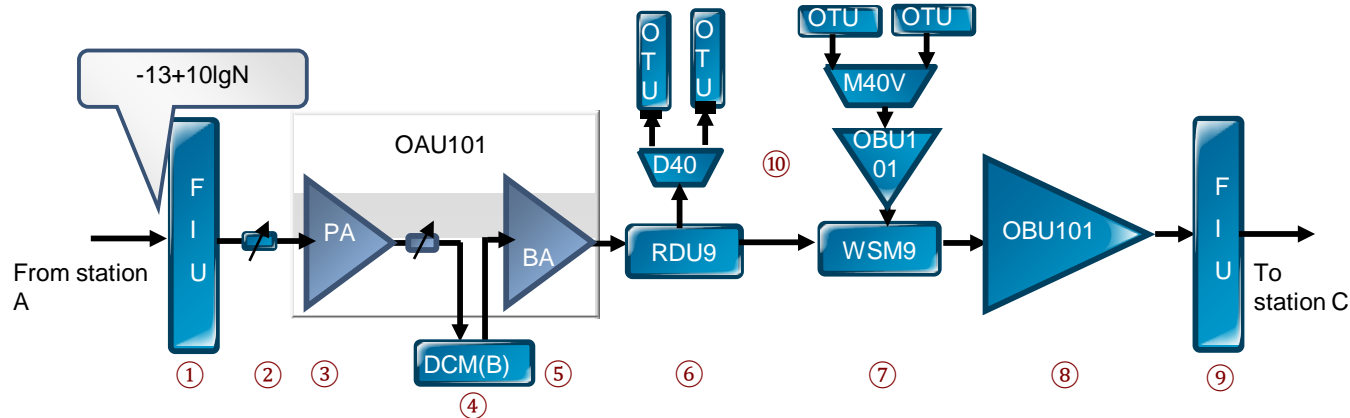 -13+10lgN
From station
A
F
I
U
OAU101
PA
BA
DCM(B)
O
T
U
O
T
U
D40
RDU9
OTU
OTU
M40V
OBU1
01
WSM9
OBU101
F
I
U
To
station C
①
②
③
④
⑤
⑥
⑦
⑧
⑨
⑩